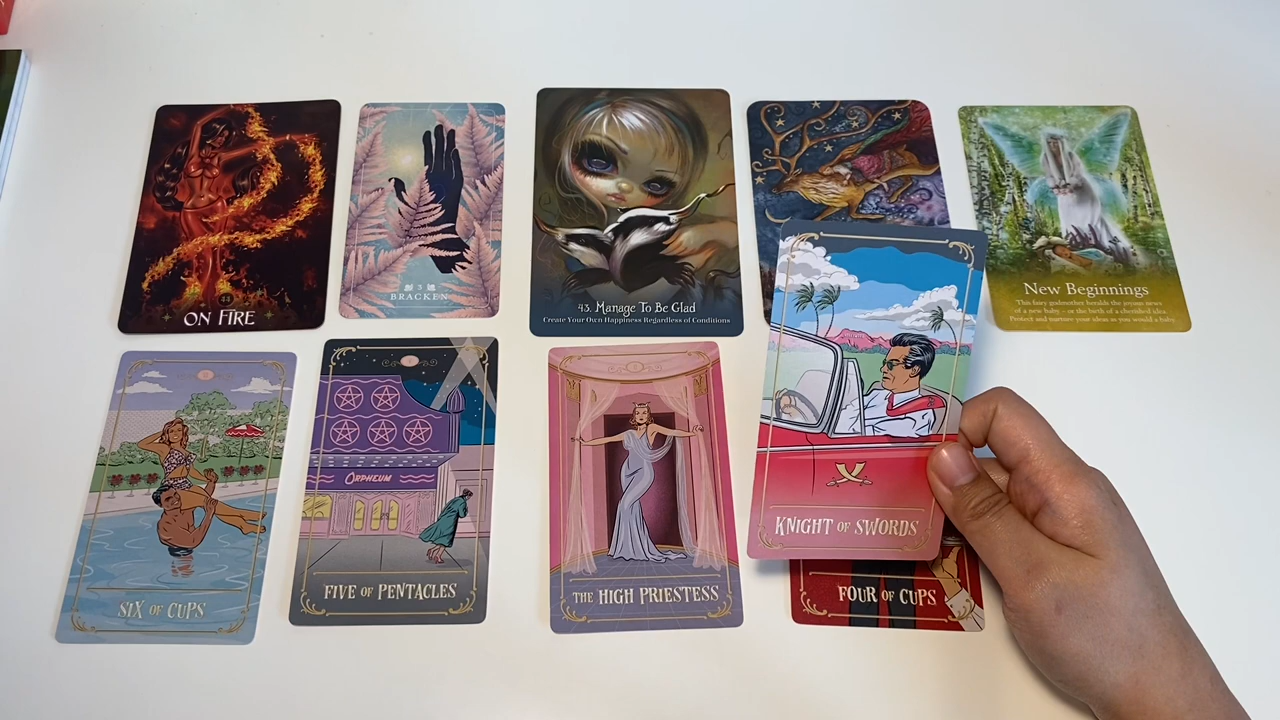 44
ON FIRE
3
BRACKEN
43. Manage To Be Glad
Create Your Own Happiness Regardless of Conditions
New Beginnings
This fairy godmother heralds the joyous news
of a new baby - or the birth of a cherished idea.
Protect and nurture your ideas as you would a baby
SIX OF CUPS
ORPHEUM
FIVE OF PENTACLES
THE HIGH PRIESTESS
KNIGHT OF SWORDS
FOUR OF CUPS